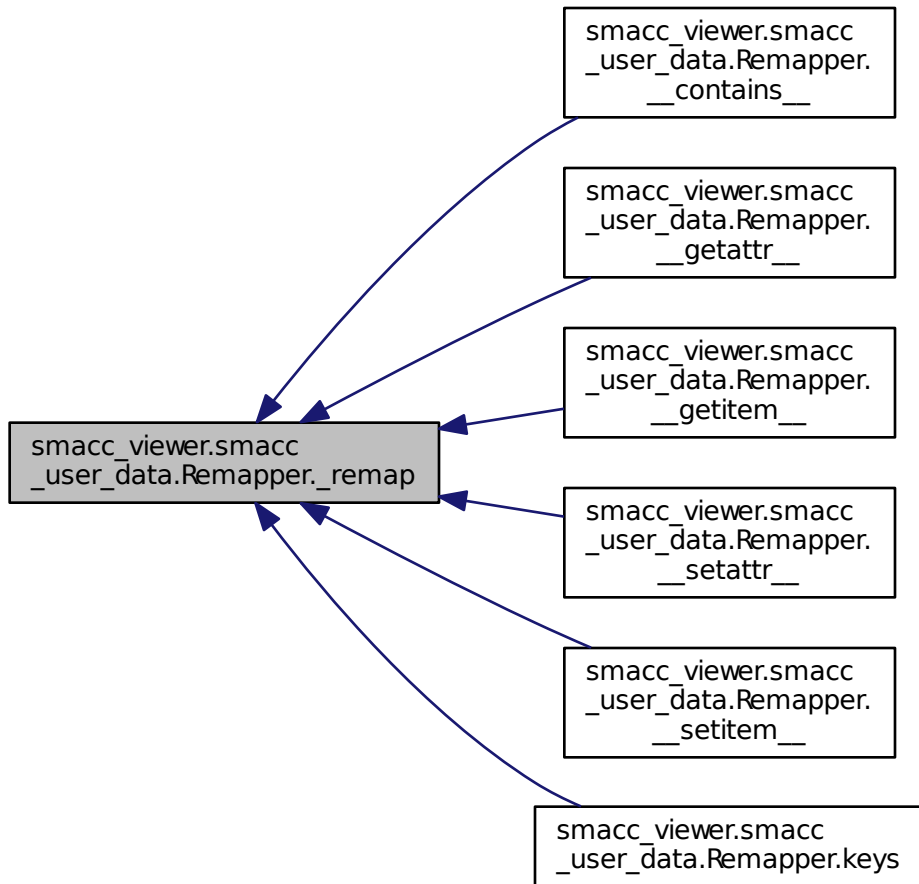 smacc_viewer.smacc
_user_data.Remapper.
__contains__
smacc_viewer.smacc
_user_data.Remapper.
__getattr__
smacc_viewer.smacc
_user_data.Remapper.
__getitem__
smacc_viewer.smacc
_user_data.Remapper._remap
smacc_viewer.smacc
_user_data.Remapper.
__setattr__
smacc_viewer.smacc
_user_data.Remapper.
__setitem__
smacc_viewer.smacc
_user_data.Remapper.keys